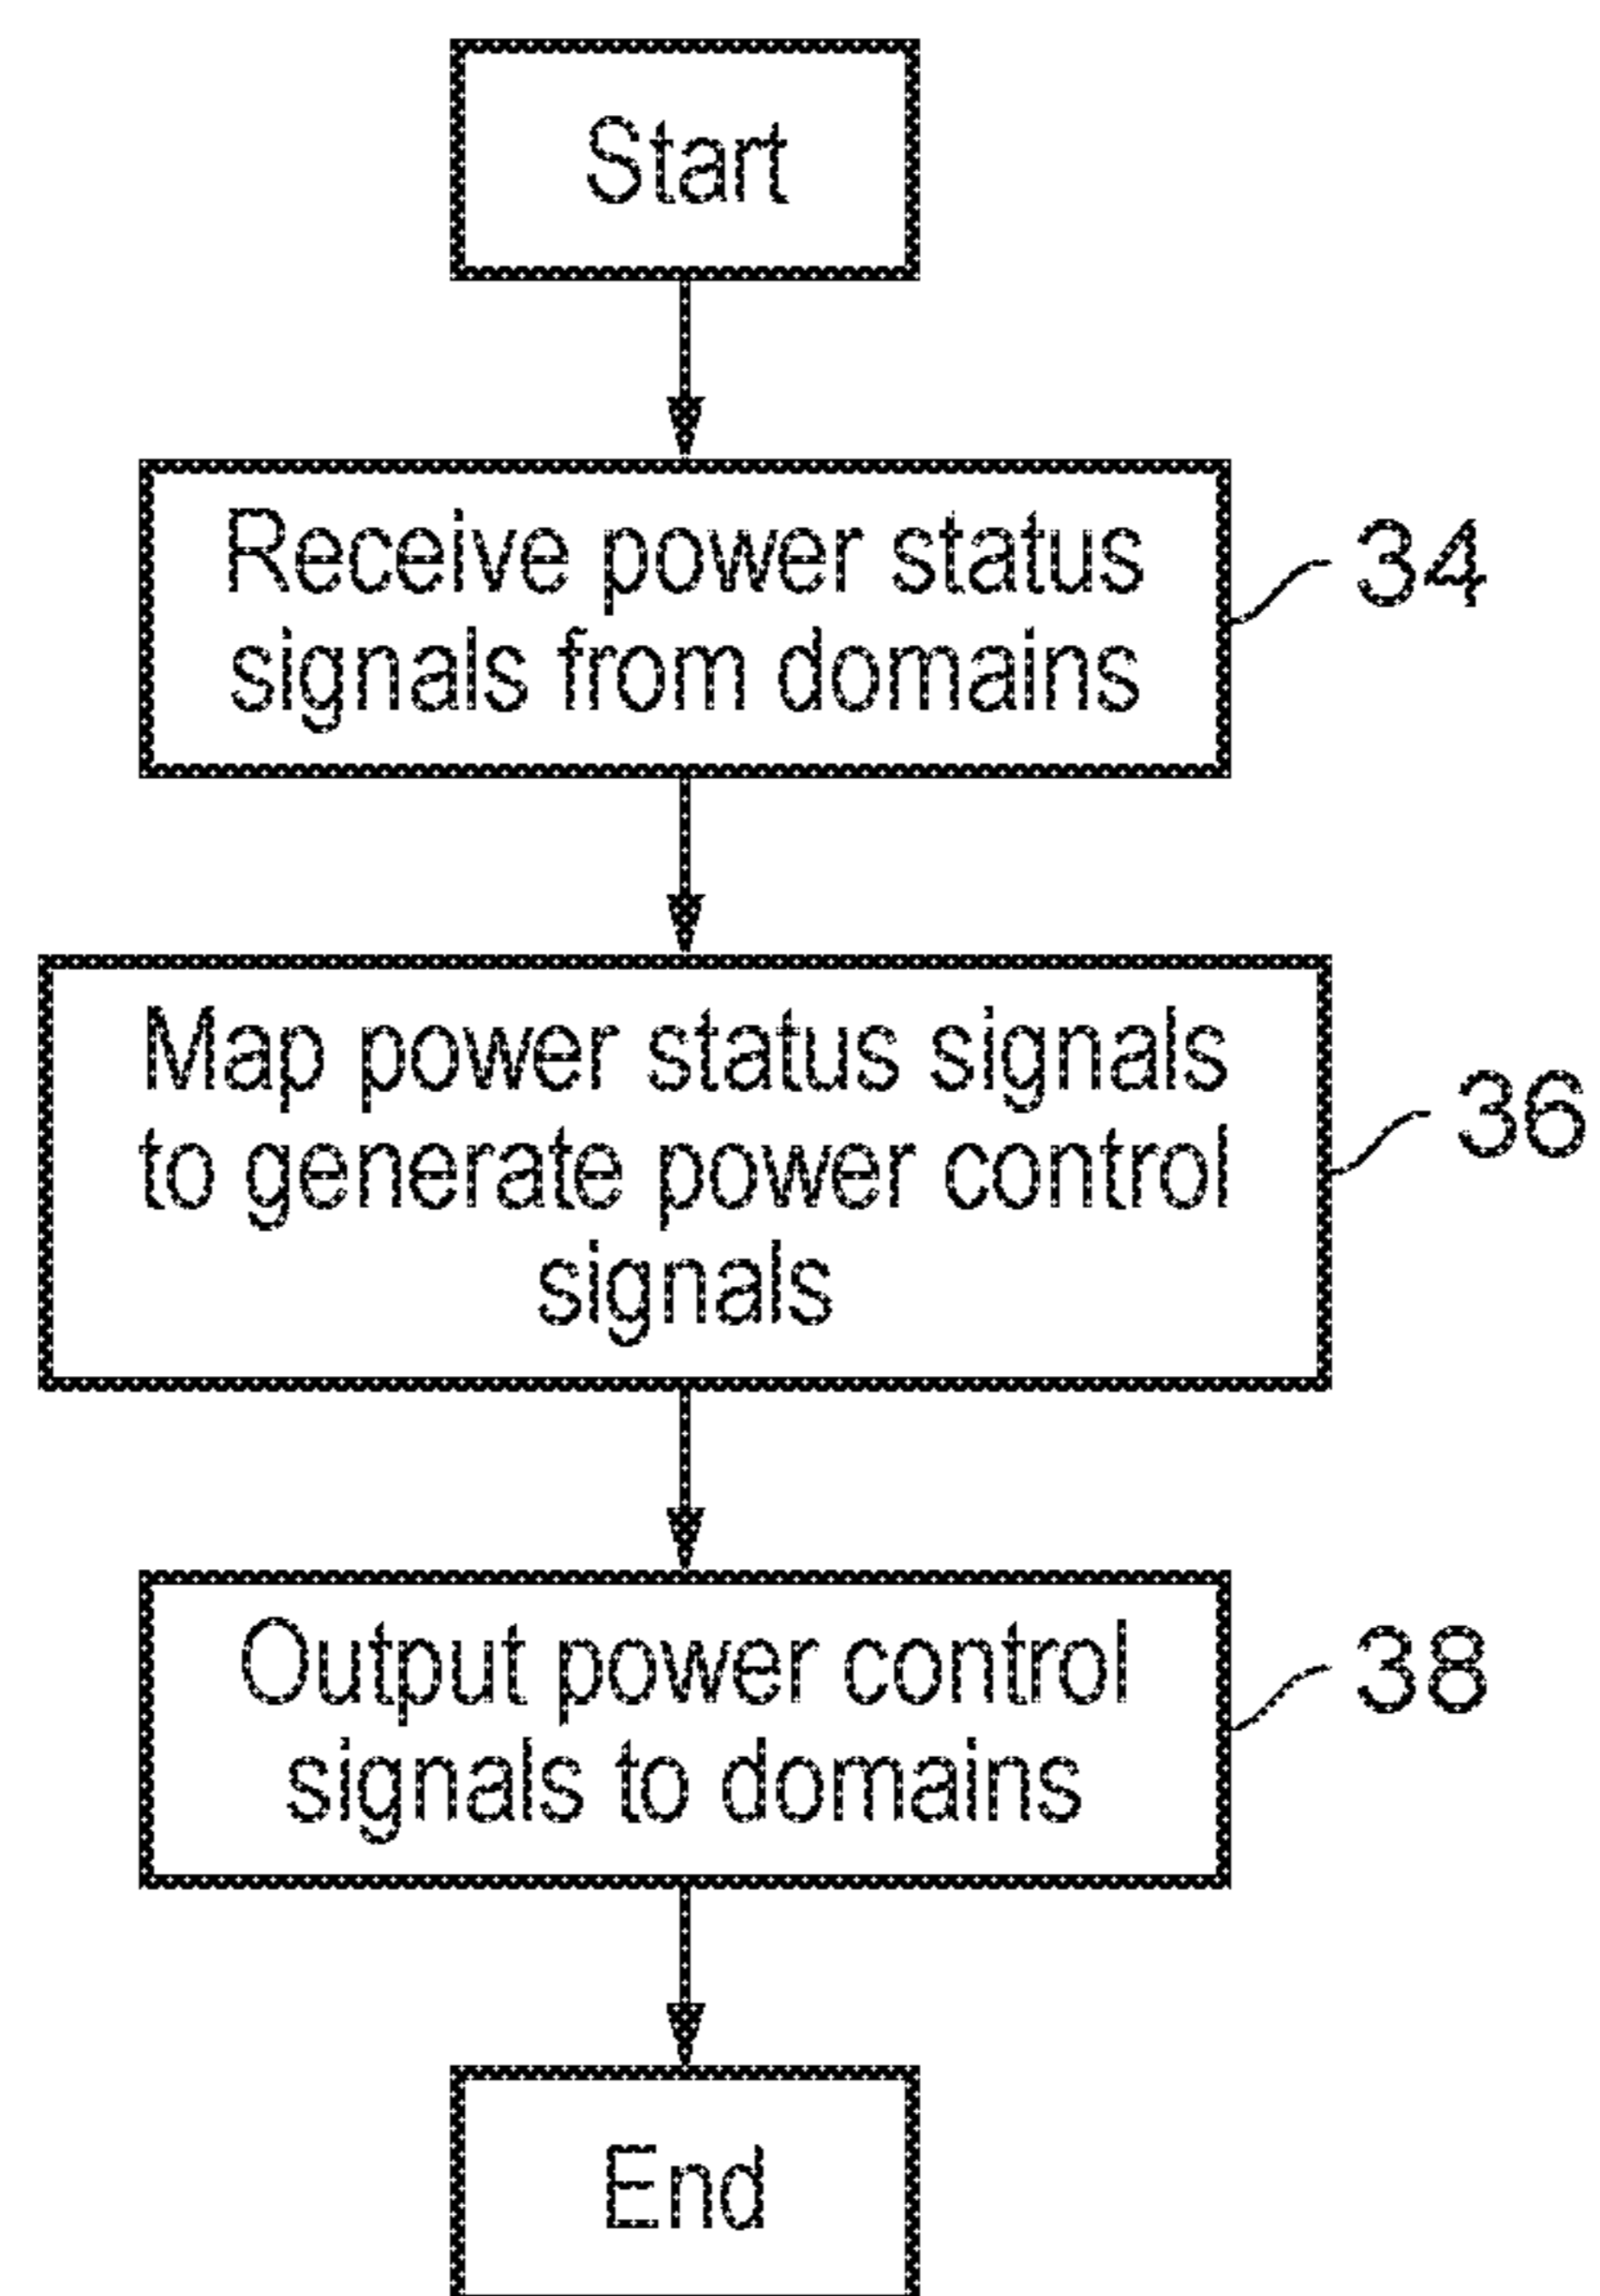 Start
Receive power status
signals from domains
34
Map power status signals
to generate power control
signals
36
Output power control
signals to domains
38
End